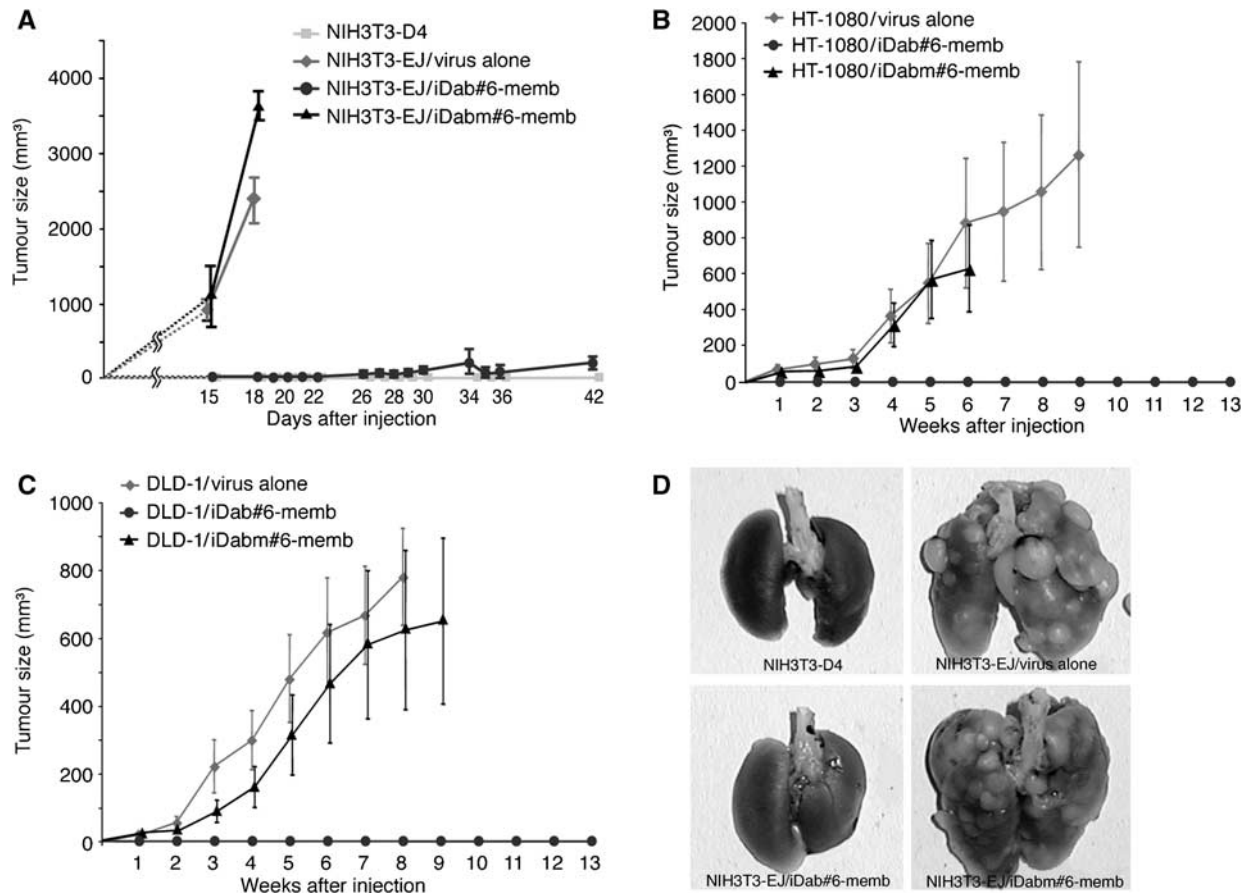 A
NIH3T3-D4
NIH3T3-EJ/virus alone
NIH3T3-EJ/iDab#6-memb
NIH3T3-EJ/iDabm#6-memb
Tumour size (mm³)
4000
3000
2000
1000
0
15 18 20 22 26 28 30 34 36 42
Days after injection
B
HT-1080/virus alone
HT-1080/iDab#6-memb
HT-1080/iDabm#6-memb
Tumour size (mm³)
2000
1800
1600
1400
1200
1000
800
600
400
200
0
1 2 3 4 5 6 7 8 9 10 11 12 13
Weeks after injection
C
DLD-1/virus alone
DLD-1/iDab#6-memb
DLD-1/iDabm#6-memb
Tumour size (mm³)
1000
800
600
400
200
0
1 2 3 4 5 6 7 8 9 10 11 12 13
Weeks after injection
D
NIH3T3-D4
NIH3T3-EJ/virus alone
NIH3T3-EJ/iDab#6-memb
NIH3T3-EJ/iDabm#6-memb